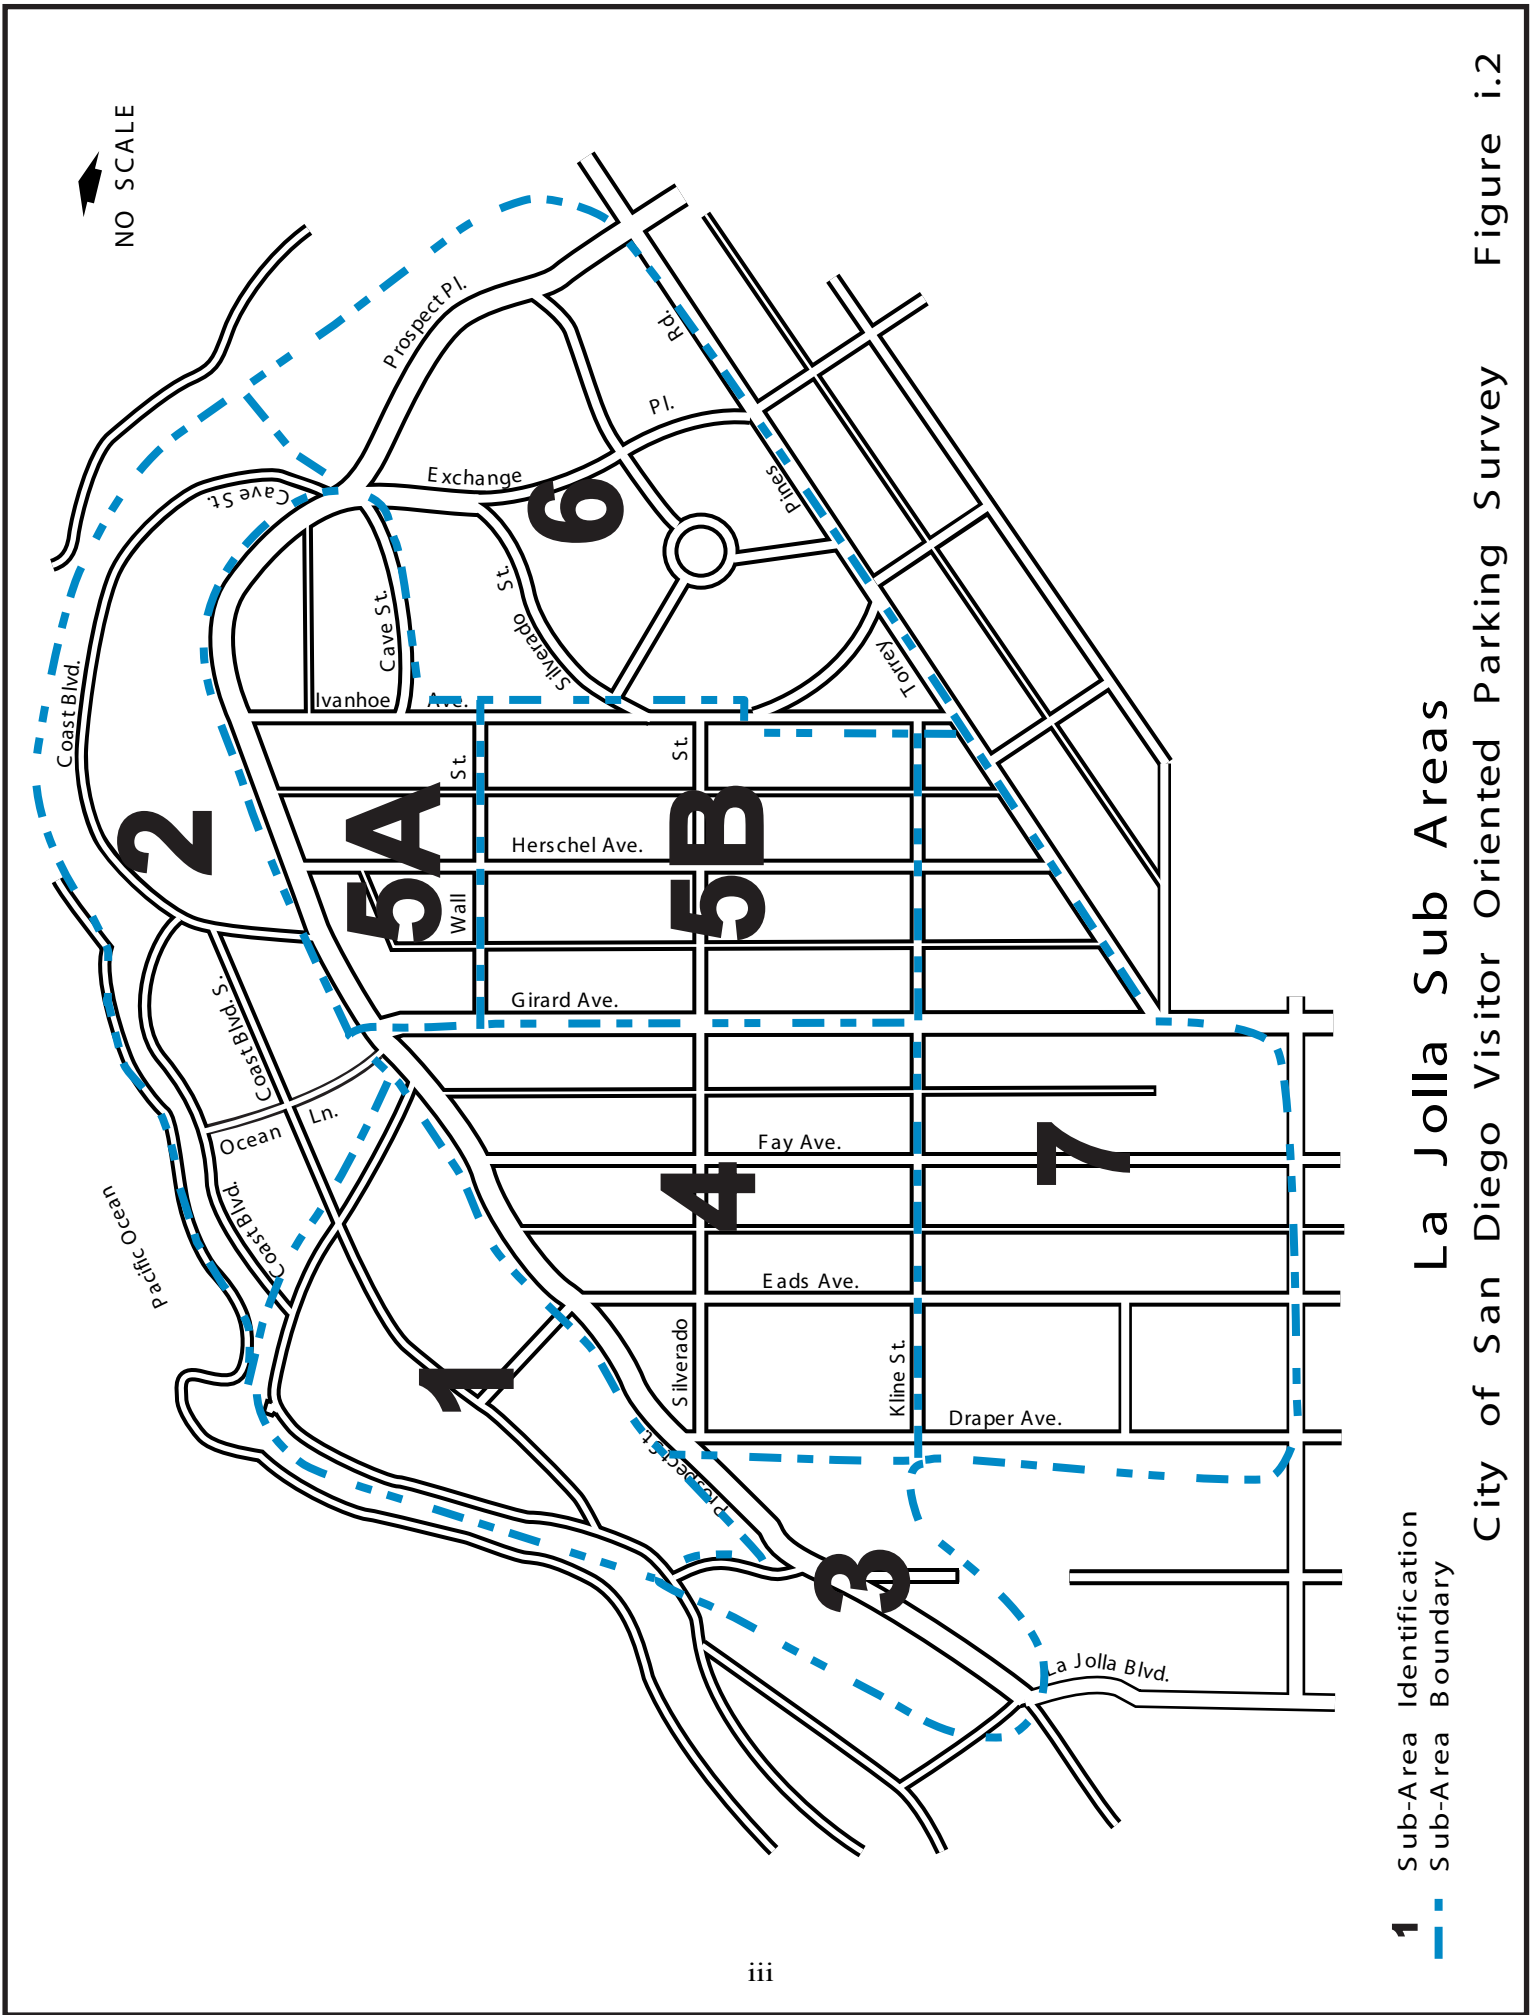 NO SCALE
Pacific Ocean
Coast Blvd.
Cave St.
Prospect Pl.
Exchange
Pl.
Rd.
Pines
Torrey
Cave St.
Silverado
St.
Ivanhoe
Ave.
2
6
5A
5B
St.
St.
Wall
Herschel Ave.
Girard Ave.
Coast Blvd. S.
Ocean
Ln.
Coast Blvd.
Fay Ave.
4
7
1
Eads Ave.
Silverado
Kline St.
Draper Ave.
Prospect St.
3
La Jolla Blvd.
La Jolla Sub Areas
City of San Diego Visitor Oriented Parking Survey
Figure i.2
1 Sub-Area Identification
Sub-Area Boundary
iii